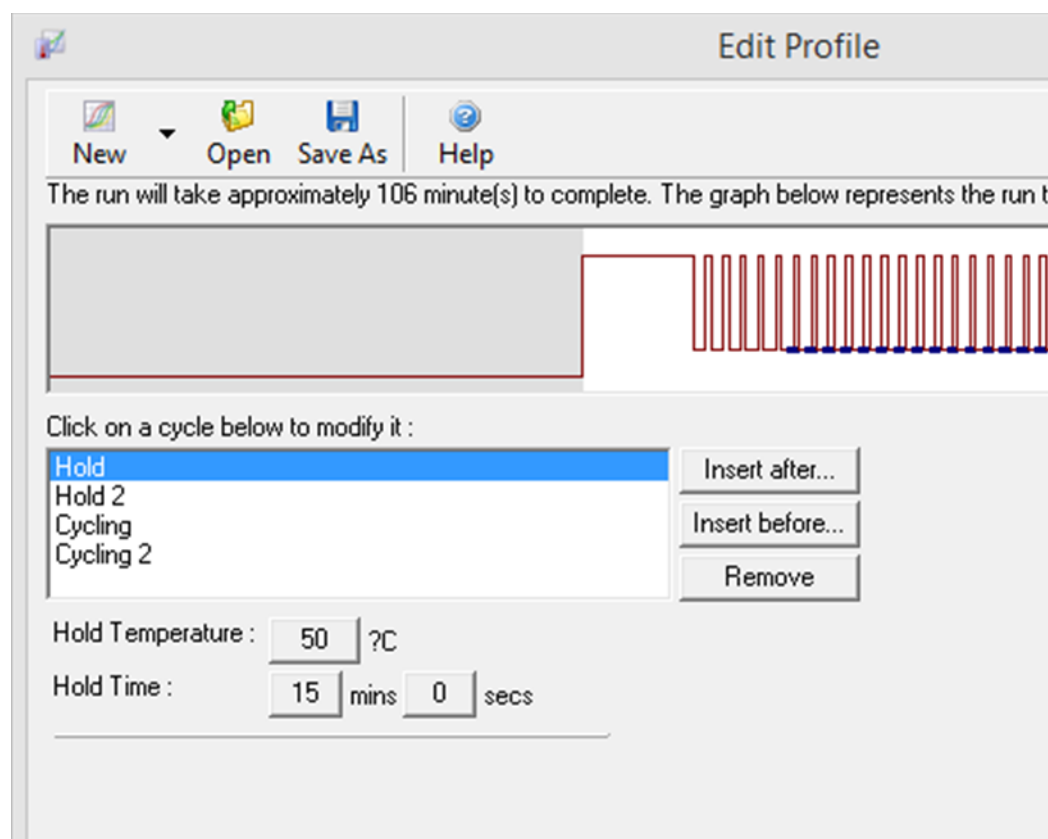 Edit Profile
New Open Save As Help
The run will take approximately 106 minute(s) to complete. The graph below represents the run
Click on a cycle below to modify it :
Hold
Hold 2
Cycling
Cycling 2
Insert after...
Insert before...
Remove
Hold Temperature : 50 ?C
Hold Time : 15 mins 0 secs